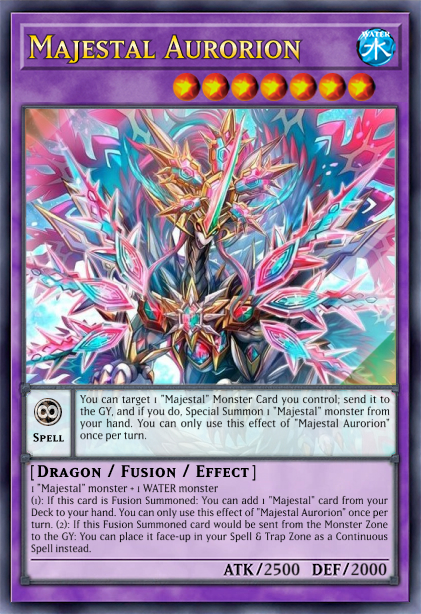 Majestal Aurorion
WATER
水
You can target 1 "Majestal" Monster Card you control; send it to
the GY, and if you do, Special Summon 1 "Majestal" monster from
your hand. You can only use this effect of "Majestal Aurorion"
once per turn.
Spell
[Dragon / Fusion / Effect]
1 "Majestal" monster + 1 WATER monster
(1): If this card is Fusion Summoned: You can add 1 "Majestal" card from your
Deck to your hand. You can only use this effect of "Majestal Aurorion" once per
turn. (2): If this Fusion Summoned card would be sent from the Monster Zone
to the GY: You can place it face-up in your Spell & Trap Zone as a Continuous
Spell instead.
ATK/2500 DEF/2000